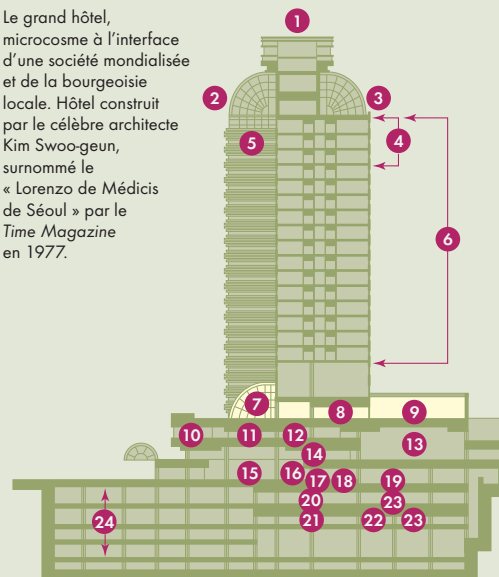 Le grand hôtel,
microcosme à l’interface
d’une société mondialisée
et de la bourgeoisie
locale. Hôtel construit
par le célèbre architecte
Kim Swoo-geun,
surnommé le
« Lorenzo de Médicis
de Séoul » par le
Time Magazine
en 1977.
1
2
3
4
5
6
7
8
9
10
11
12
13
14
15
16
17
18
19
20
23
21
22
23
24